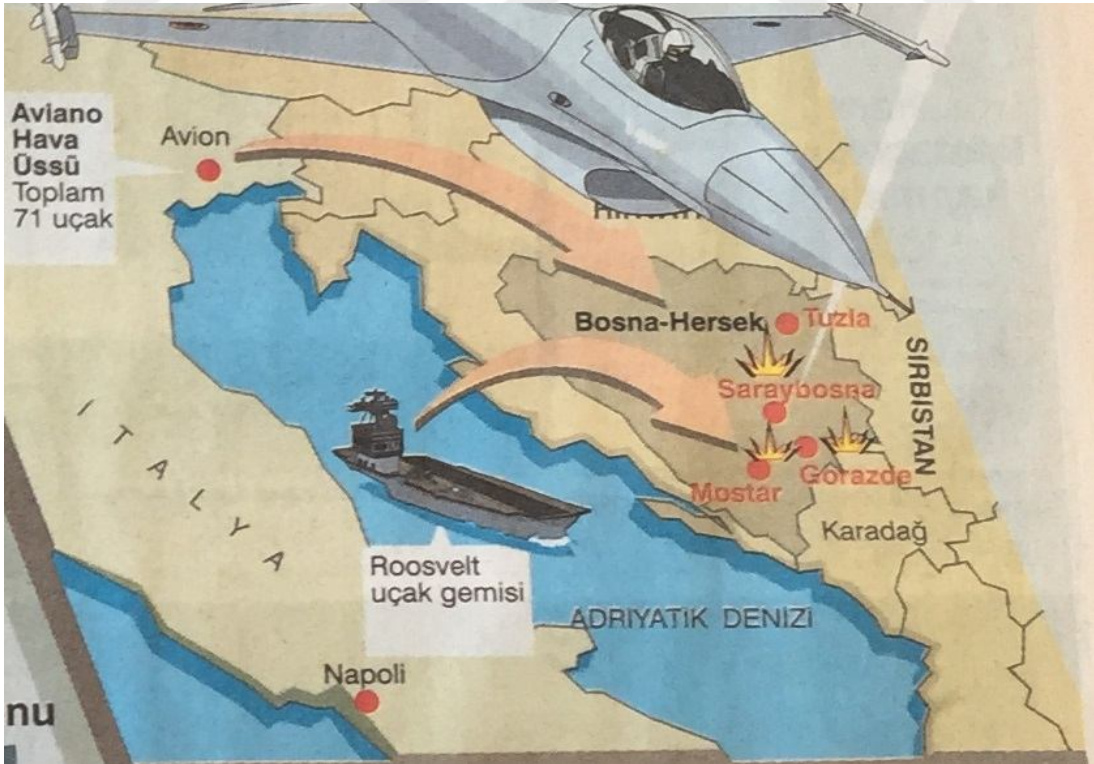 Aviano
Hava
Üssü
Toplam
71 uçak
Avion
Bosna-Hersek
Tuzla
Saraybosna
SIRBISTAN
Mostar
Gorazde
Karadağ
İTALYA
Roosvelt
uçak gemisi
ADRIYATIK DENIZI
Napoli
nu